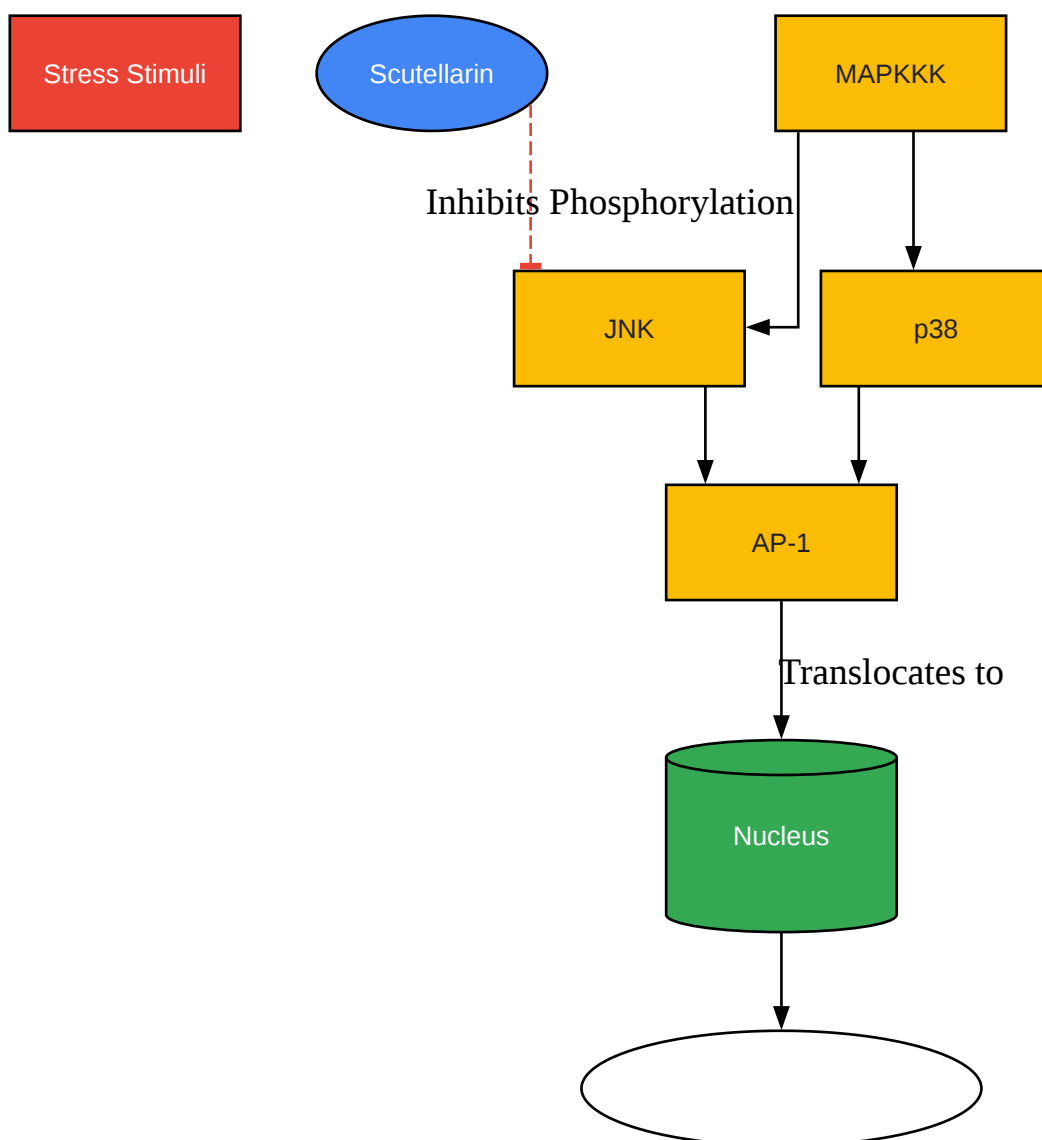 Stress Stimuli
Scutellarin
MAPKKK
Inhibits Phosphorylation
JNK
p38
AP-1
Translocates to
Nucleus